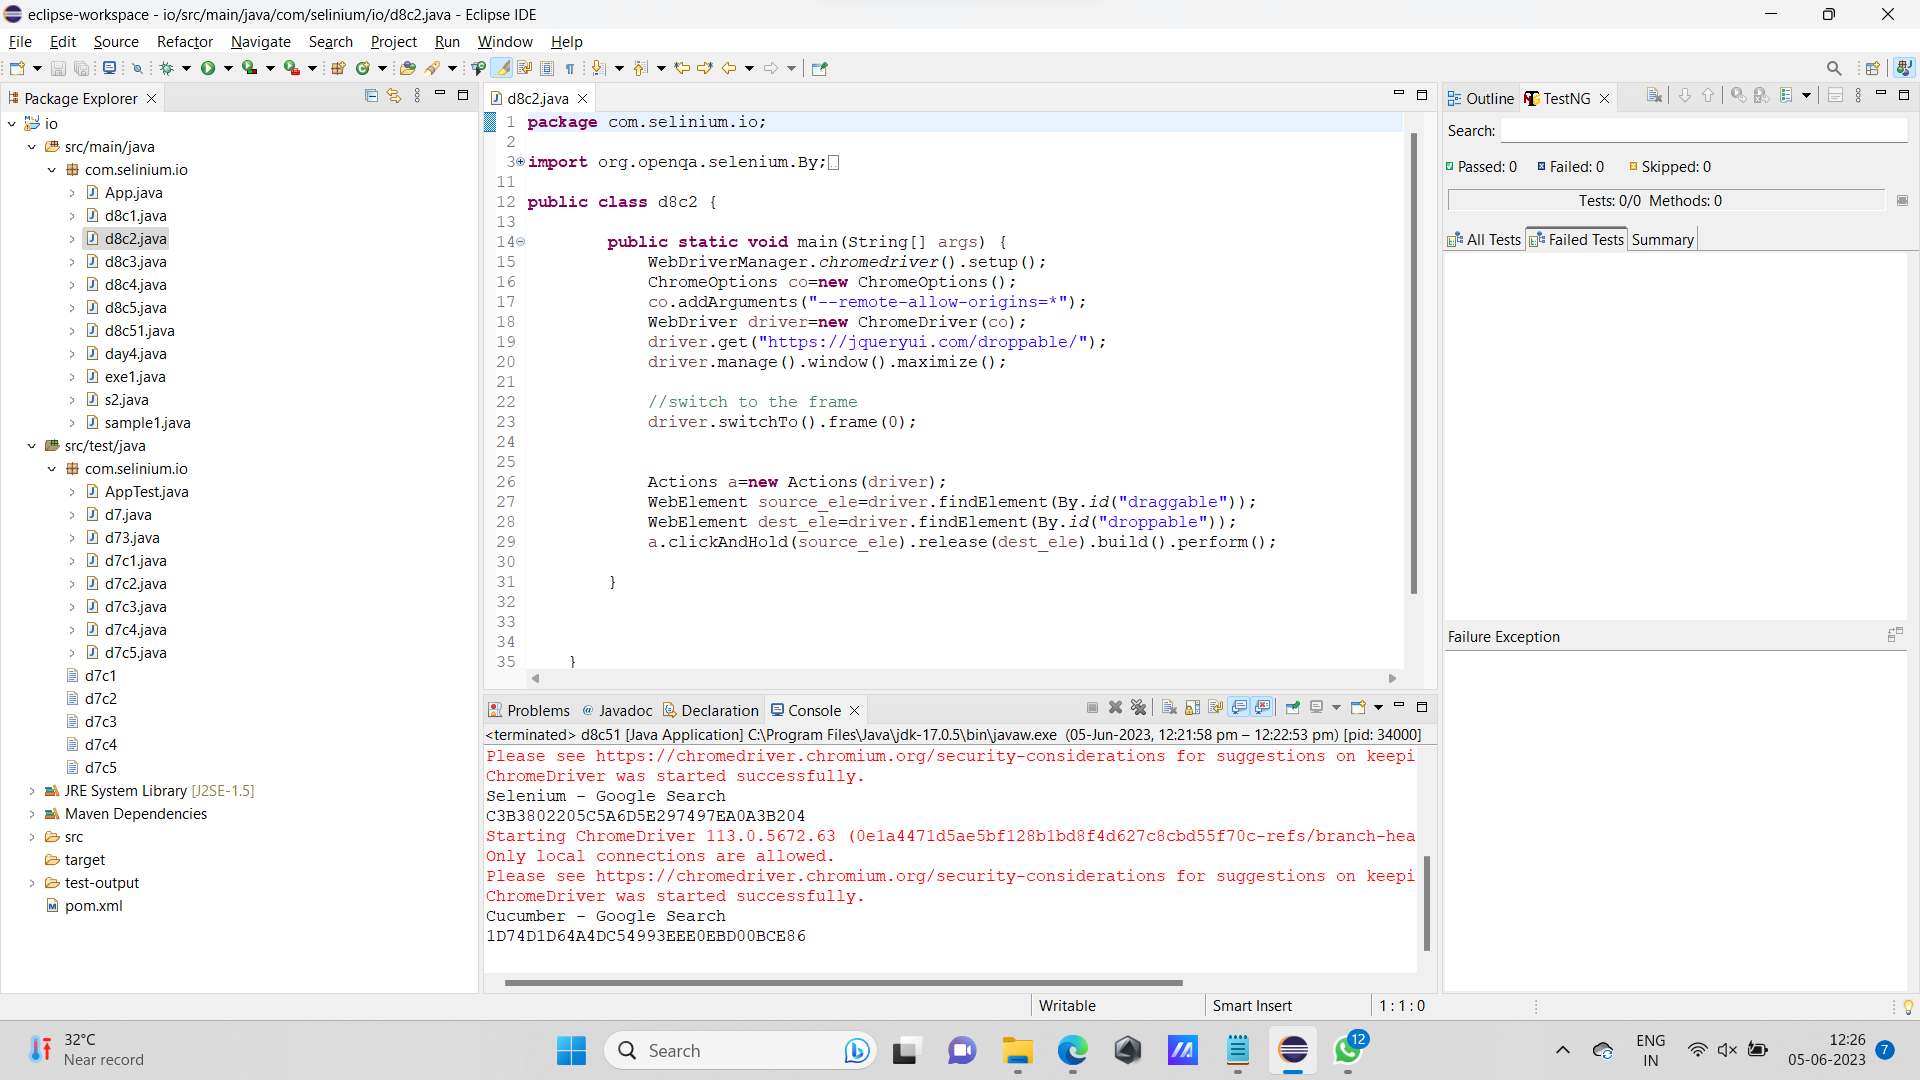 eclipse-workspace - io/src/main/java/com/selinium/io/d8c2.java - Eclipse IDE
File Edit Source Refactor Navigate Search Project Run Window Help
Package Explorer
io
src/main/java
com.selinium.io
App.java
d8c1.java
d8c2.java
d8c3.java
d8c4.java
d8c5.java
d8c51.java
day4.java
exe1.java
s2.java
sample1.java
src/test/java
com.selinium.io
AppTest.java
d7.java
d73.java
d7c1.java
d7c2.java
d7c3.java
d7c4.java
d7c5.java
d7c1
d7c2
d7c3
d7c4
d7c5
JRE System Library [J2SE-1.5]
Maven Dependencies
src
target
test-output
pom.xml
d8c2.java
1 package com.selinium.io;
2
3 import org.openqa.selenium.By;
11
12 public class d8c2 {
13
14 public static void main(String[] args) {
15 WebDriverManager.chromedriver().setup();
16 ChromeOptions co=new ChromeOptions();
17 co.addArguments("--remote-allow-origins=*");
18 WebDriver driver=new ChromeDriver(co);
19 driver.get("https://jqueryui.com/droppable/");
20 driver.manage().window().maximize();
21
22 //switch to the frame
23 driver.switchTo().frame(0);
24
25
26 Actions a=new Actions(driver);
27 WebElement source_ele=driver.findElement(By.id("draggable"));
28 WebElement dest_ele=driver.findElement(By.id("droppable"));
29 a.clickAndHold(source_ele).release(dest_ele).build().perform();
30
31 }
32
33
34
35 }
Problems @ Javadoc Declaration Console
<terminated> d8c51 [Java Application] C:\Program Files\Java\jdk-17.0.5\bin\javaw.exe (05-Jun-2023, 12:21:58 pm – 12:22:53 pm) [pid: 34000]
Please see https://chromedriver.chromium.org/security-considerations for suggestions on keepi
ChromeDriver was started successfully.
Selenium - Google Search
C3B3802205C5A6D5E297497EA0A3B204
Starting ChromeDriver 113.0.5672.63 (0e1a4471d5ae5bf128b1bd8f4d627c8cbd55f70c-refs/branch-hea
Only local connections are allowed.
Please see https://chromedriver.chromium.org/security-considerations for suggestions on keepi
ChromeDriver was started successfully.
Cucumber - Google Search
1D74D1D64A4DC54993EEE0EBD00BCE86
Outline TestNG
Search:
Passed: 0 Failed: 0 Skipped: 0
Tests: 0/0 Methods: 0
All Tests Failed Tests Summary
Failure Exception
Writable Smart Insert 1 : 1 : 0
32°C
Near record
Search
12
ENG
IN
12:26
05-06-2023
7